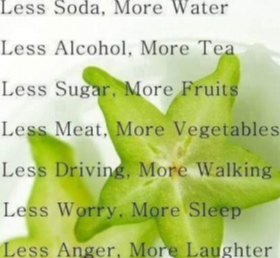 Less Soda, More Water
Less Alcohol, More Tea
Less Sugar, More Fruits
Less Meat, More Vegetables
Less Driving, More Walking
Less Worry, More Sleep
Less Anger, More Laughter